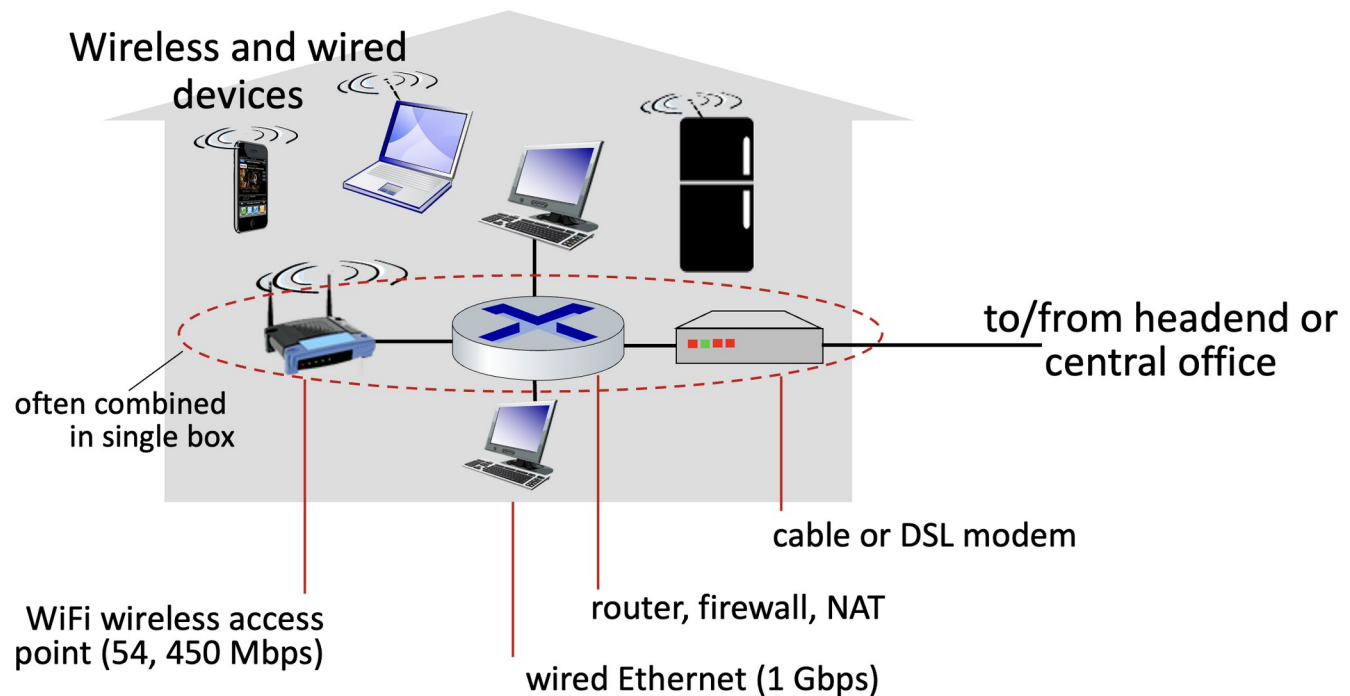 Wireless and wired
devices
to/from headend or
central office
often combined
in single box
cable or DSL modem
WiFi wireless access
point (54, 450 Mbps)
router, firewall, NAT
wired Ethernet (1 Gbps)